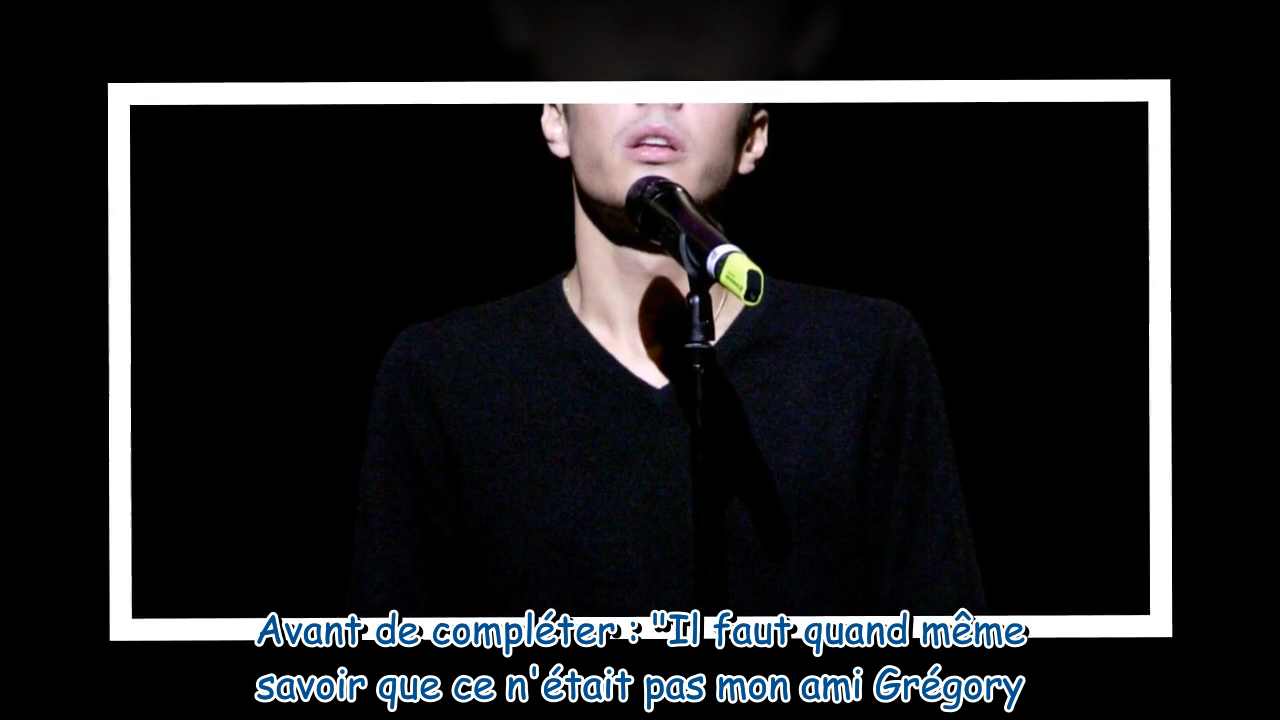 Avant de compléter : "Il faut quand même
savoir que ce n'était pas mon ami Grégory